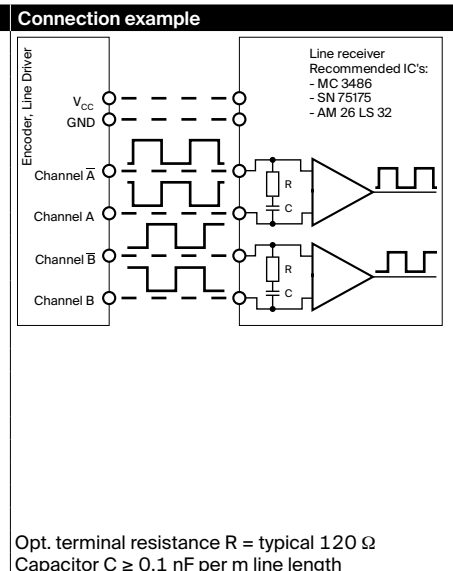 Connection example
Encoder, Line Driver
Line receiver
Recommended IC's:
- MC 3486
- SN 75175
- AM 26 LS 32
V_CC
GND
Channel A̅
R
C
Channel A
Channel B̅
R
C
Channel B
Opt. terminal resistance R = typical 120 Ω
Capacitor C ≥ 0.1 nF per m line length